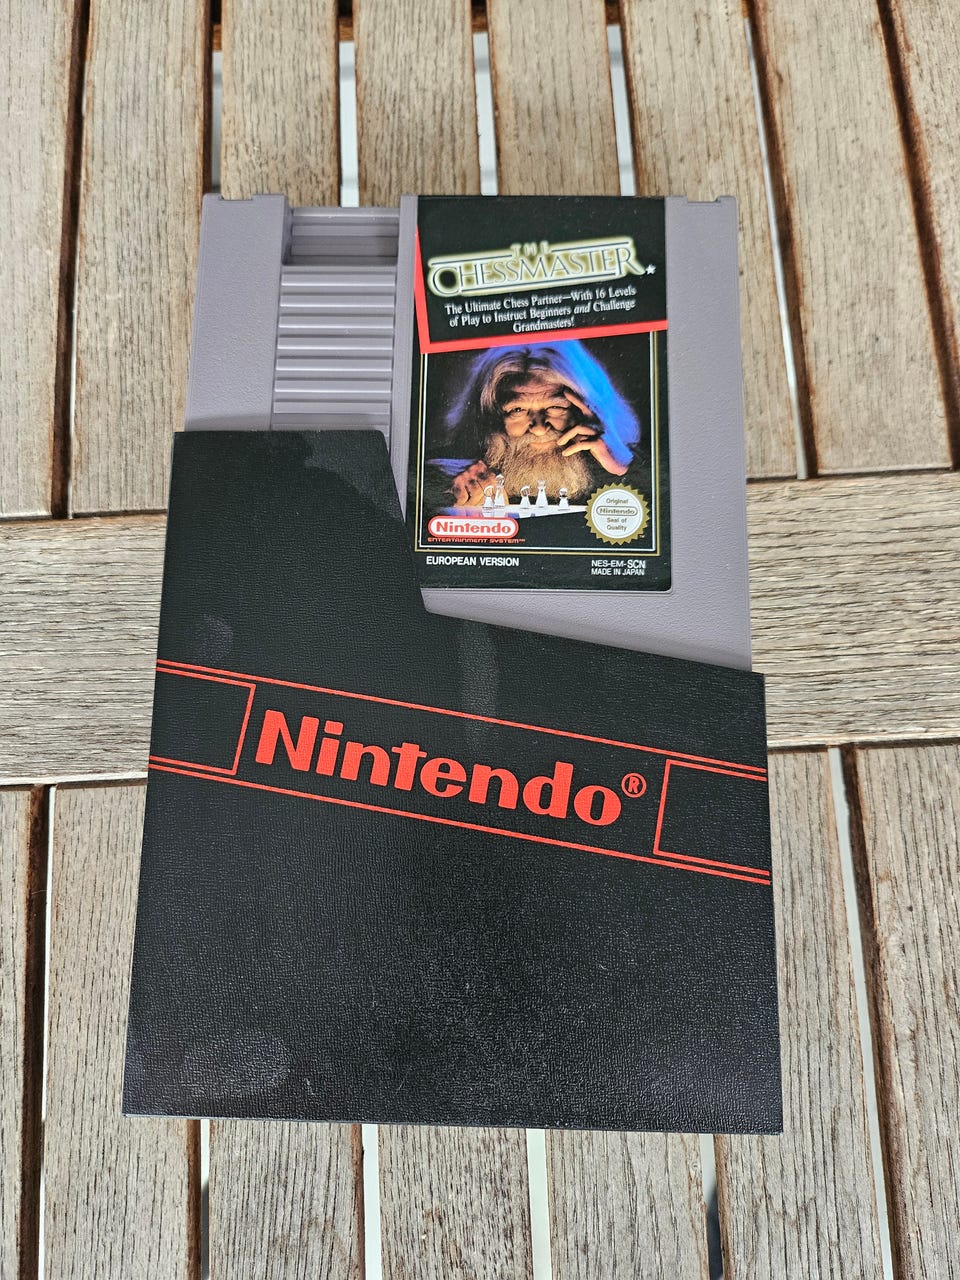 THE
CHESSMASTER
The Ultimate Chess Partner—With 16 Levels
of Play to Instruct Beginners and Challenge
Grandmasters!
Nintendo
ENTERTAINMENT SYSTEM™
Original
Nintendo
Seal of
Quality
EUROPEAN VERSION
NES-EM-SCN
MADE IN JAPAN
Nintendo®